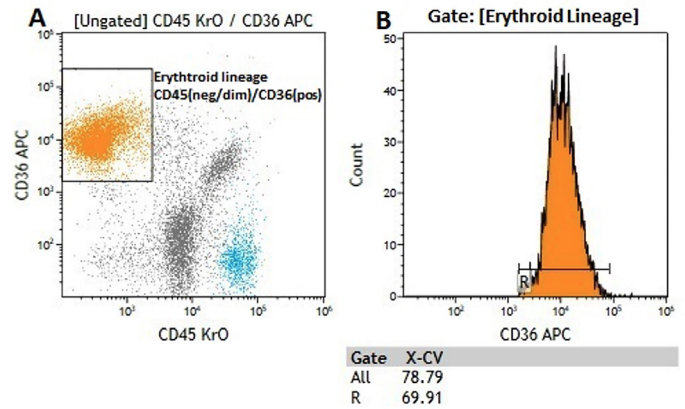 A
[Ungated] CD45 KrO / CD36 APC
10⁶
10⁵
10⁴
10³
10²
CD36 APC
Erythtroid lineage
CD45(neg/dim)/CD36(pos)
10³
10⁴
10⁵
10⁶
CD45 KrO
B
Gate: [Erythroid Lineage]
50
40
30
20
10
0
Count
R
10²
10³
10⁴
10⁵
10⁶
CD36 APC
Gate X-CV
All 78.79
R 69.91